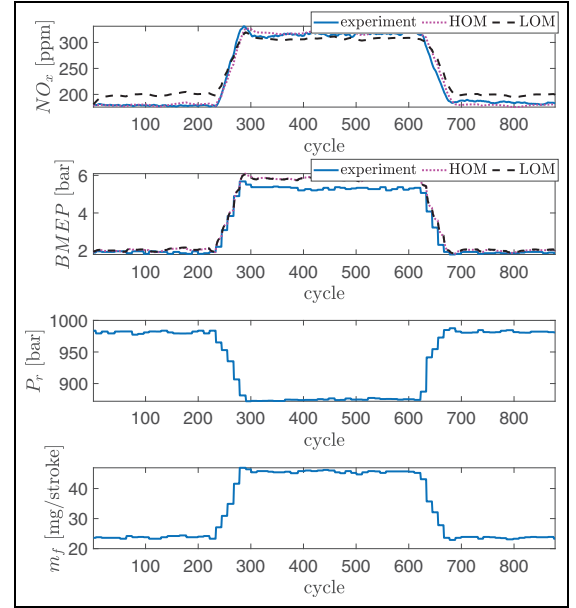 experiment HOM LOM
NOx [ppm]
300
250
200
100 200 300 400 500 600 700 800
cycle
experiment HOM LOM
BMEP [bar]
6
4
2
100 200 300 400 500 600 700 800
cycle
Pr [bar]
1000
950
900
100 200 300 400 500 600 700 800
cycle
mf [mg/stroke]
40
30
20
100 200 300 400 500 600 700 800
cycle